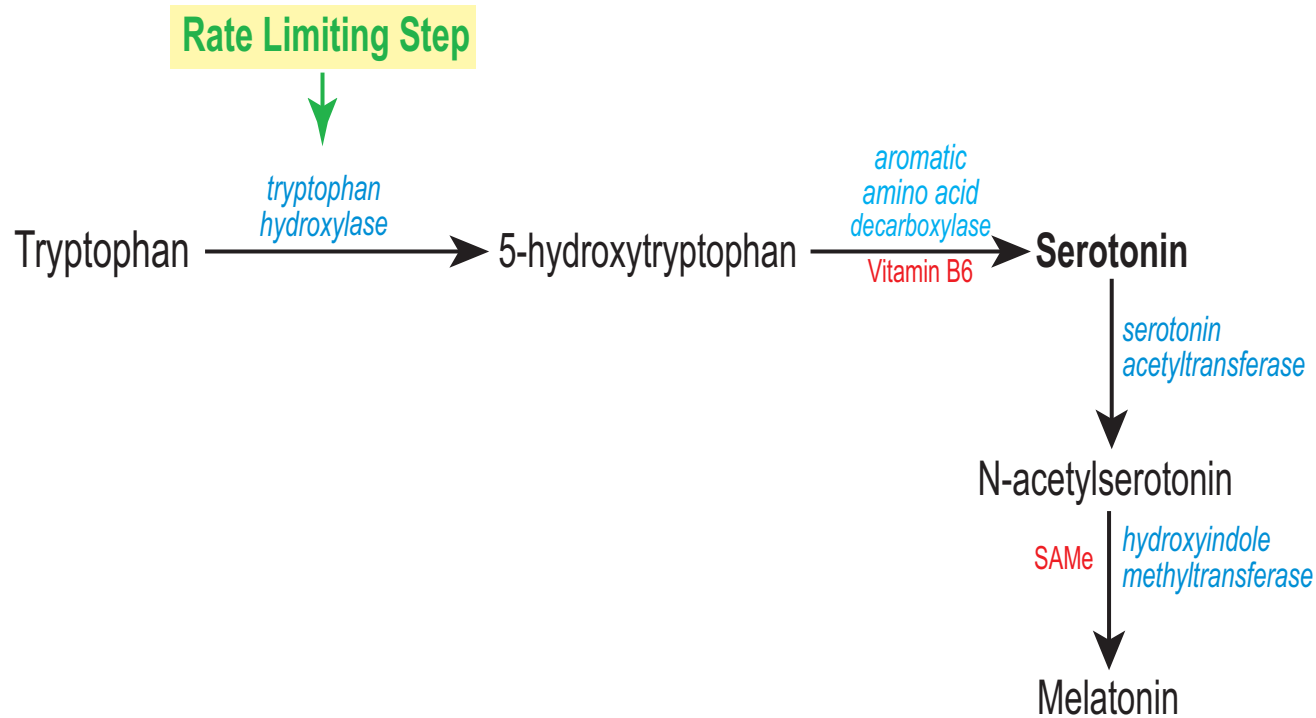 Rate Limiting Step
tryptophan
hydroxylase
aromatic
amino acid
decarboxylase
Tryptophan
5-hydroxytryptophan
Serotonin
Vitamin B6
serotonin
acetyltransferase
N-acetylserotonin
SAMe
hydroxyindole
methyltransferase
Melatonin